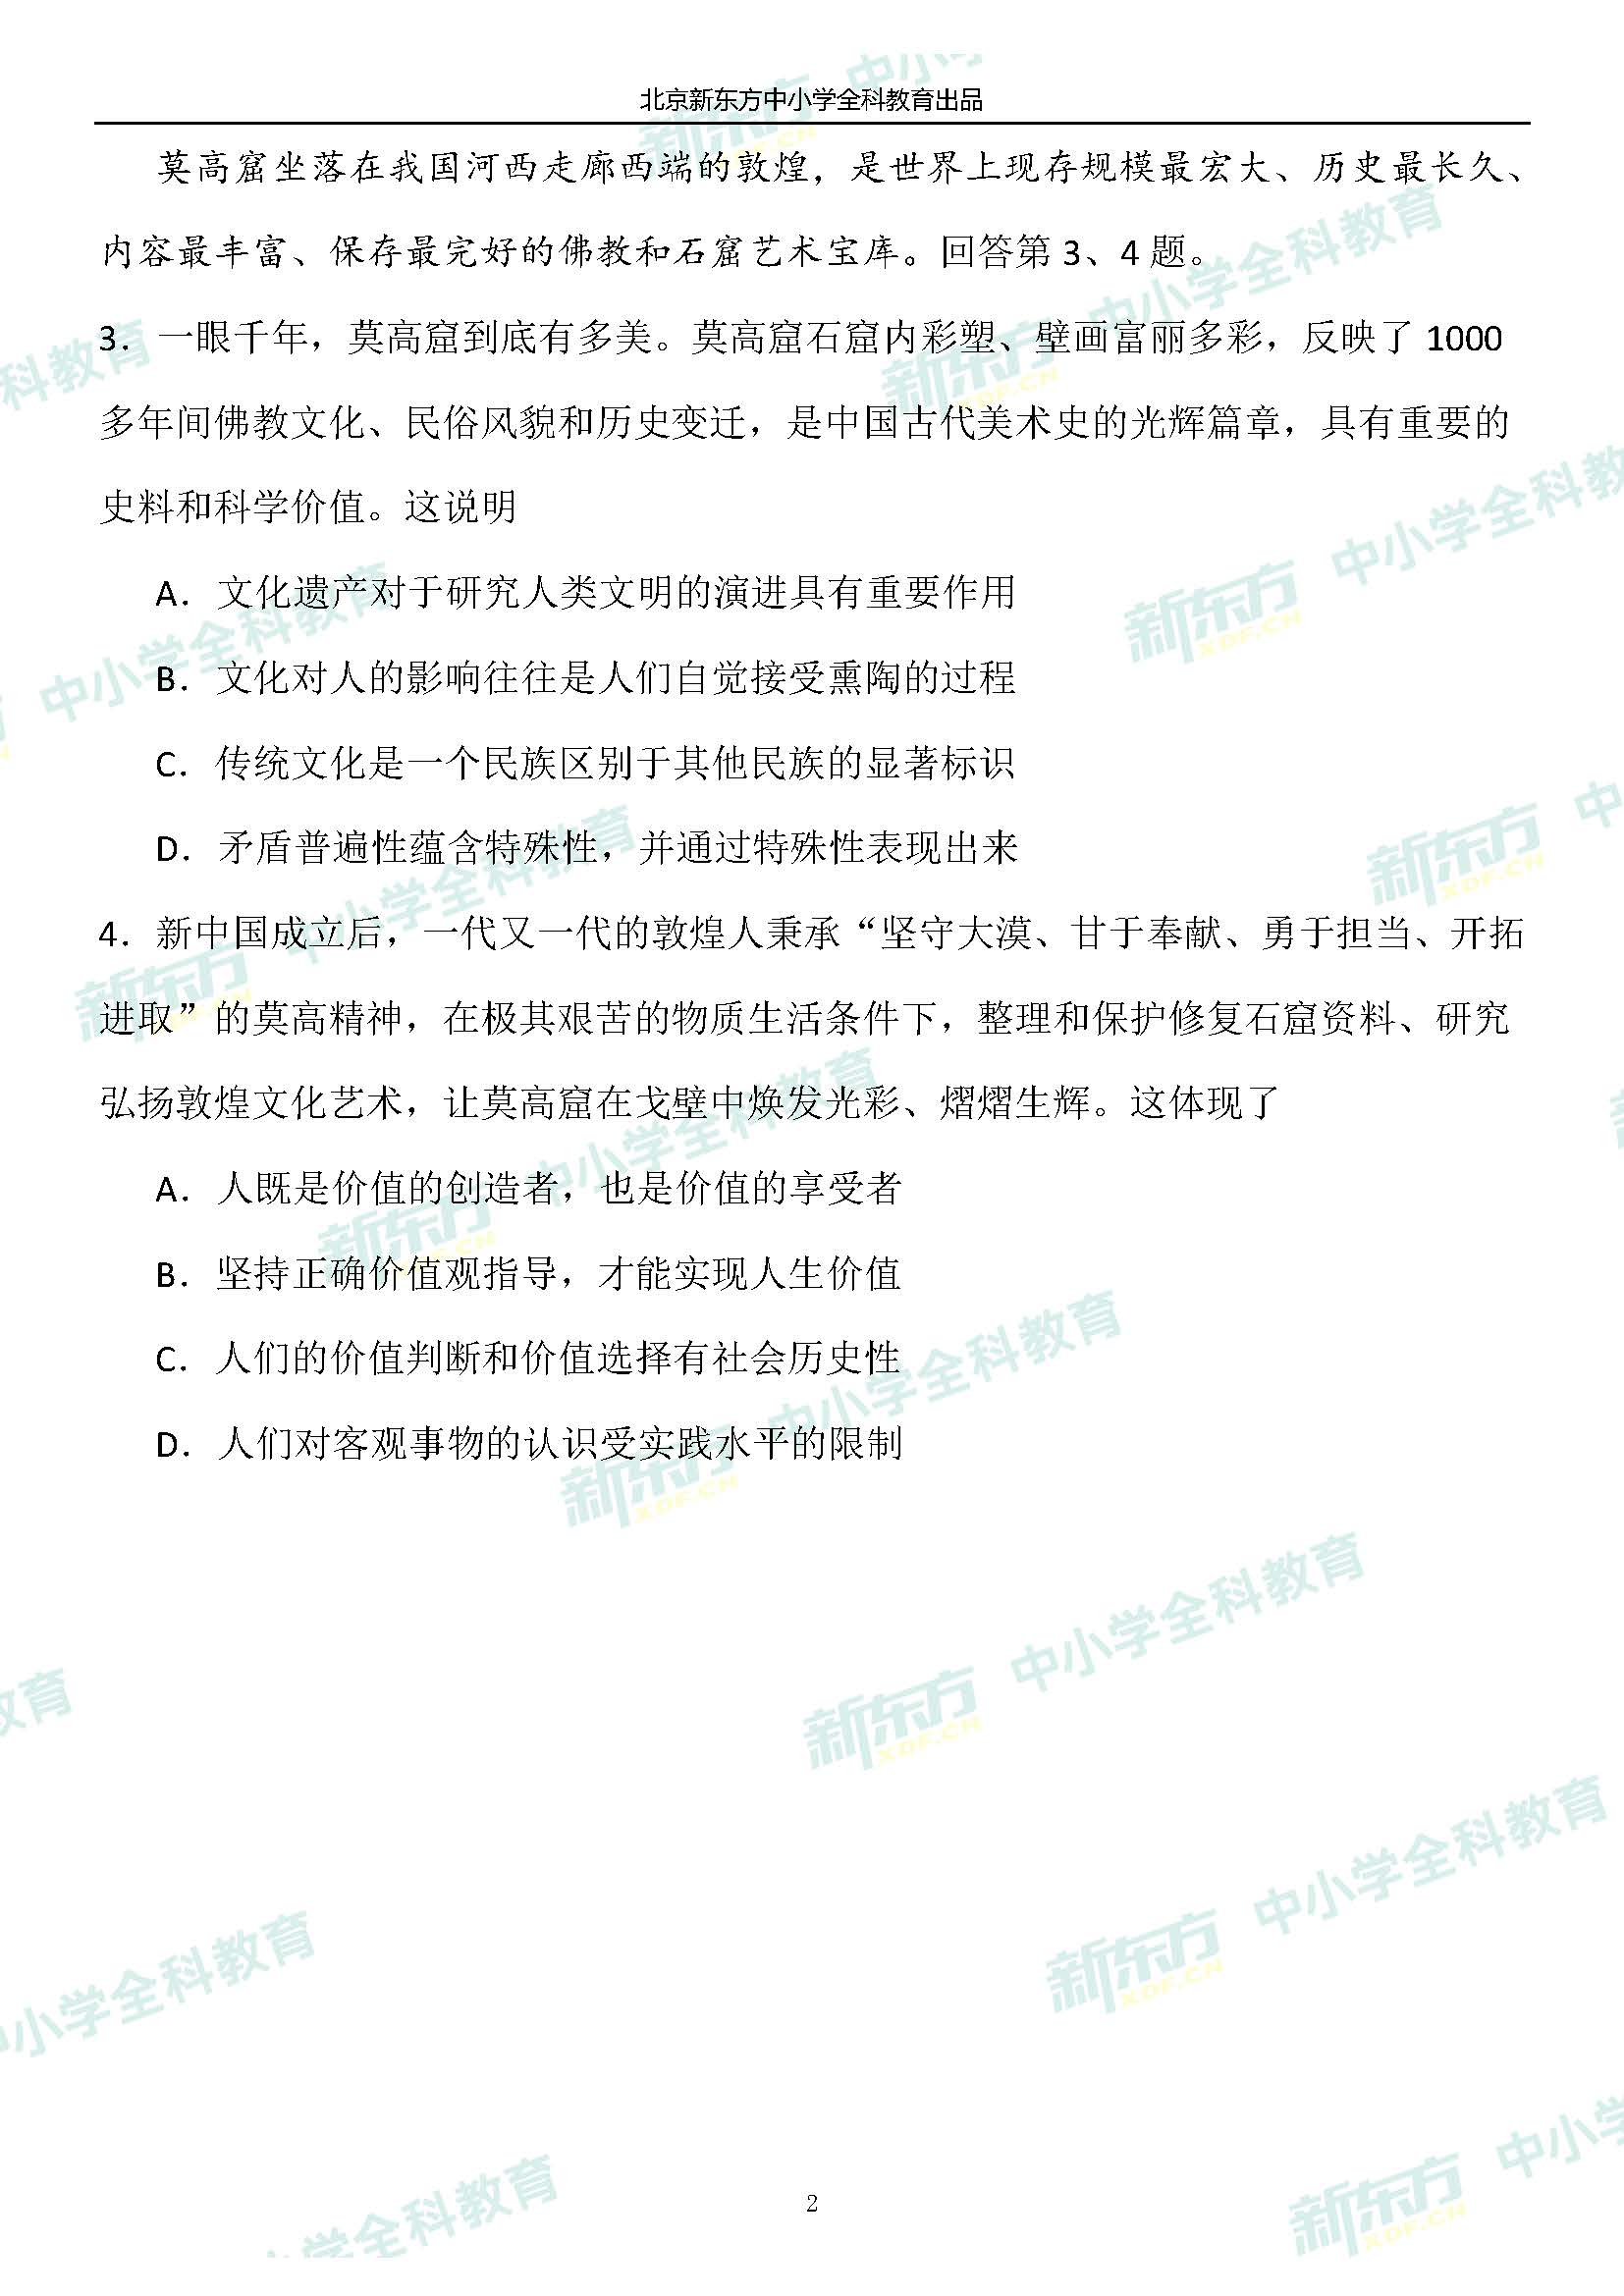 北京新东方中小学全科教育出品
莫高窟坐落在我国河西走廊西端的敦煌，是世界上现存规模最宏大、历史最长久、
内容最丰富、保存最完好的佛教和石窟艺术宝库。回答第 3、4 题。
3．一眼千年，莫高窟到底有多美。莫高窟石窟内彩塑、壁画富丽多彩，反映了 1000
多年间佛教文化、民俗风貌和历史变迁，是中国古代美术史的光辉篇章，具有重要的
史料和科学价值。这说明
A．文化遗产对于研究人类文明的演进具有重要作用
B．文化对人的影响往往是人们自觉接受熏陶的过程
C．传统文化是一个民族区别于其他民族的显著标识
D．矛盾普遍性蕴含特殊性，并通过特殊性表现出来
4．新中国成立后，一代又一代的敦煌人秉承“坚守大漠、甘于奉献、勇于担当、开拓
进取”的莫高精神，在极其艰苦的物质生活条件下，整理和保护修复石窟资料、研究
弘扬敦煌文化艺术，让莫高窟在戈壁中焕发光彩、熠熠生辉。这体现了
A．人既是价值的创造者，也是价值的享受者
B．坚持正确价值观指导，才能实现人生价值
C．人们的价值判断和价值选择有社会历史性
D．人们对客观事物的认识受实践水平的限制
2
新东方 XDF.CN 中小学全科教育